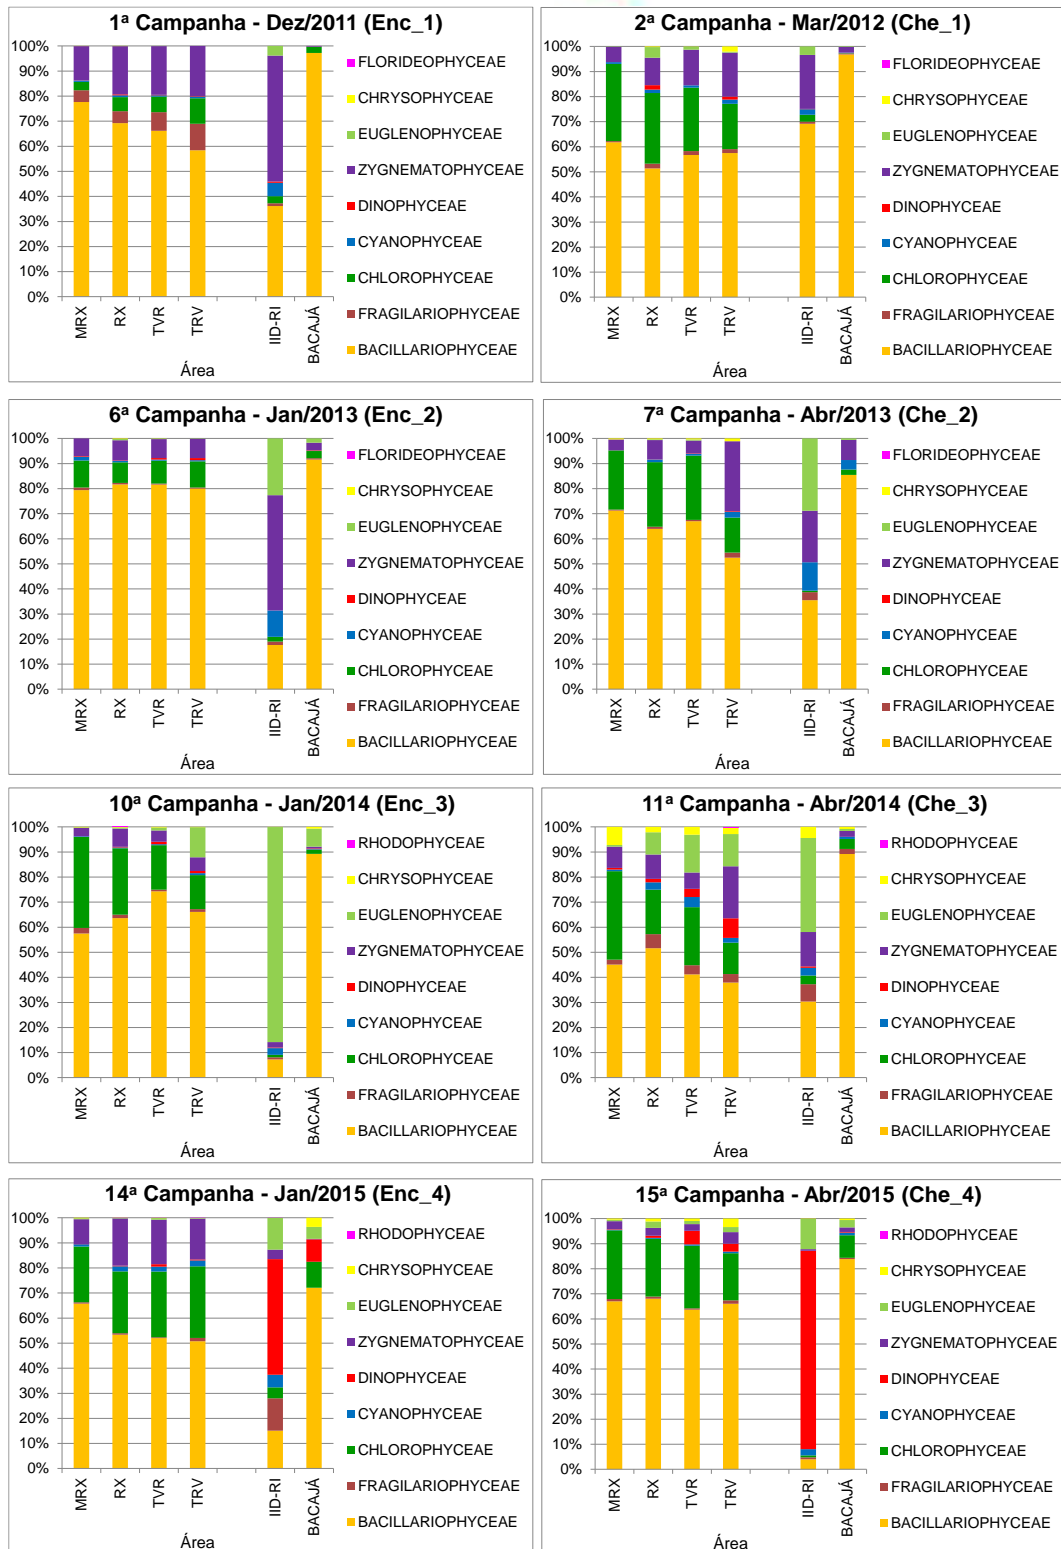 1ª Campanha - Dez/2011 (Enc_1)
100%
90%
80%
70%
60%
50%
40%
30%
20%
10%
0%
MRX
RX
TVR
TRV
IID-RI
BACAJÁ
Área
FLORIDEOPHYCEAE
CHRYSOPHYCEAE
EUGLENOPHYCEAE
ZYGNEMATOPHYCEAE
DINOPHYCEAE
CYANOPHYCEAE
CHLOROPHYCEAE
FRAGILARIOPHYCEAE
BACILLARIOPHYCEAE
2ª Campanha - Mar/2012 (Che_1)
100%
90%
80%
70%
60%
50%
40%
30%
20%
10%
0%
MRX
RX
TVR
TRV
IID-RI
BACAJÁ
Área
FLORIDEOPHYCEAE
CHRYSOPHYCEAE
EUGLENOPHYCEAE
ZYGNEMATOPHYCEAE
DINOPHYCEAE
CYANOPHYCEAE
CHLOROPHYCEAE
FRAGILARIOPHYCEAE
BACILLARIOPHYCEAE
6ª Campanha - Jan/2013 (Enc_2)
100%
90%
80%
70%
60%
50%
40%
30%
20%
10%
0%
MRX
RX
TVR
TRV
IID-RI
BACAJÁ
Área
FLORIDEOPHYCEAE
CHRYSOPHYCEAE
EUGLENOPHYCEAE
ZYGNEMATOPHYCEAE
DINOPHYCEAE
CYANOPHYCEAE
CHLOROPHYCEAE
FRAGILARIOPHYCEAE
BACILLARIOPHYCEAE
7ª Campanha - Abr/2013 (Che_2)
100%
90%
80%
70%
60%
50%
40%
30%
20%
10%
0%
MRX
RX
TVR
TRV
IID-RI
BACAJÁ
Área
FLORIDEOPHYCEAE
CHRYSOPHYCEAE
EUGLENOPHYCEAE
ZYGNEMATOPHYCEAE
DINOPHYCEAE
CYANOPHYCEAE
CHLOROPHYCEAE
FRAGILARIOPHYCEAE
BACILLARIOPHYCEAE
10ª Campanha - Jan/2014 (Enc_3)
100%
90%
80%
70%
60%
50%
40%
30%
20%
10%
0%
MRX
RX
TVR
TRV
IID-RI
BACAJÁ
Área
RHODOPHYCEAE
CHRYSOPHYCEAE
EUGLENOPHYCEAE
ZYGNEMATOPHYCEAE
DINOPHYCEAE
CYANOPHYCEAE
CHLOROPHYCEAE
FRAGILARIOPHYCEAE
BACILLARIOPHYCEAE
11ª Campanha - Abr/2014 (Che_3)
100%
90%
80%
70%
60%
50%
40%
30%
20%
10%
0%
MRX
RX
TVR
TRV
IID-RI
BACAJÁ
Área
RHODOPHYCEAE
CHRYSOPHYCEAE
EUGLENOPHYCEAE
ZYGNEMATOPHYCEAE
DINOPHYCEAE
CYANOPHYCEAE
CHLOROPHYCEAE
FRAGILARIOPHYCEAE
BACILLARIOPHYCEAE
14ª Campanha - Jan/2015 (Enc_4)
100%
90%
80%
70%
60%
50%
40%
30%
20%
10%
0%
MRX
RX
TVR
TRV
IID-RI
BACAJÁ
Área
RHODOPHYCEAE
CHRYSOPHYCEAE
EUGLENOPHYCEAE
ZYGNEMATOPHYCEAE
DINOPHYCEAE
CYANOPHYCEAE
CHLOROPHYCEAE
FRAGILARIOPHYCEAE
BACILLARIOPHYCEAE
15ª Campanha - Abr/2015 (Che_4)
100%
90%
80%
70%
60%
50%
40%
30%
20%
10%
0%
MRX
RX
TVR
TRV
IID-RI
BACAJÁ
Área
RHODOPHYCEAE
CHRYSOPHYCEAE
EUGLENOPHYCEAE
ZYGNEMATOPHYCEAE
DINOPHYCEAE
CYANOPHYCEAE
CHLOROPHYCEAE
FRAGILARIOPHYCEAE
BACILLARIOPHYCEAE